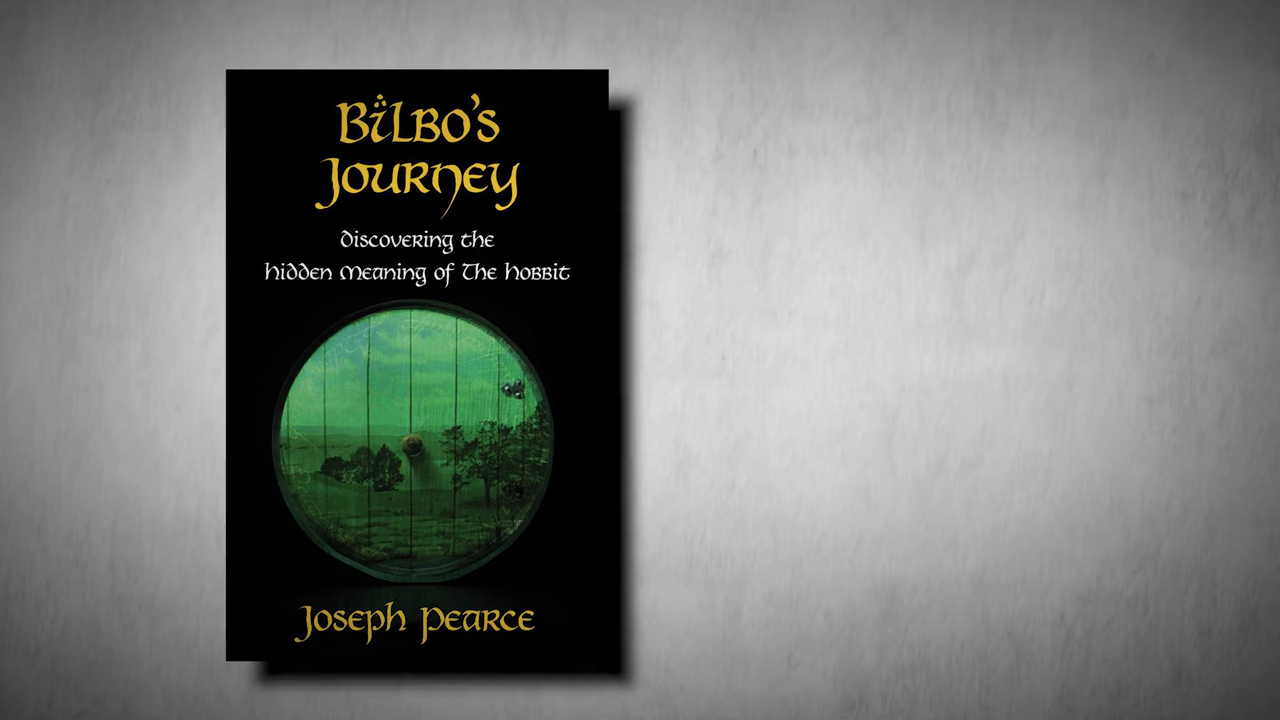 Bilbo's
Journey
Discovering the
Hidden Meaning of The Hobbit
Joseph Pearce